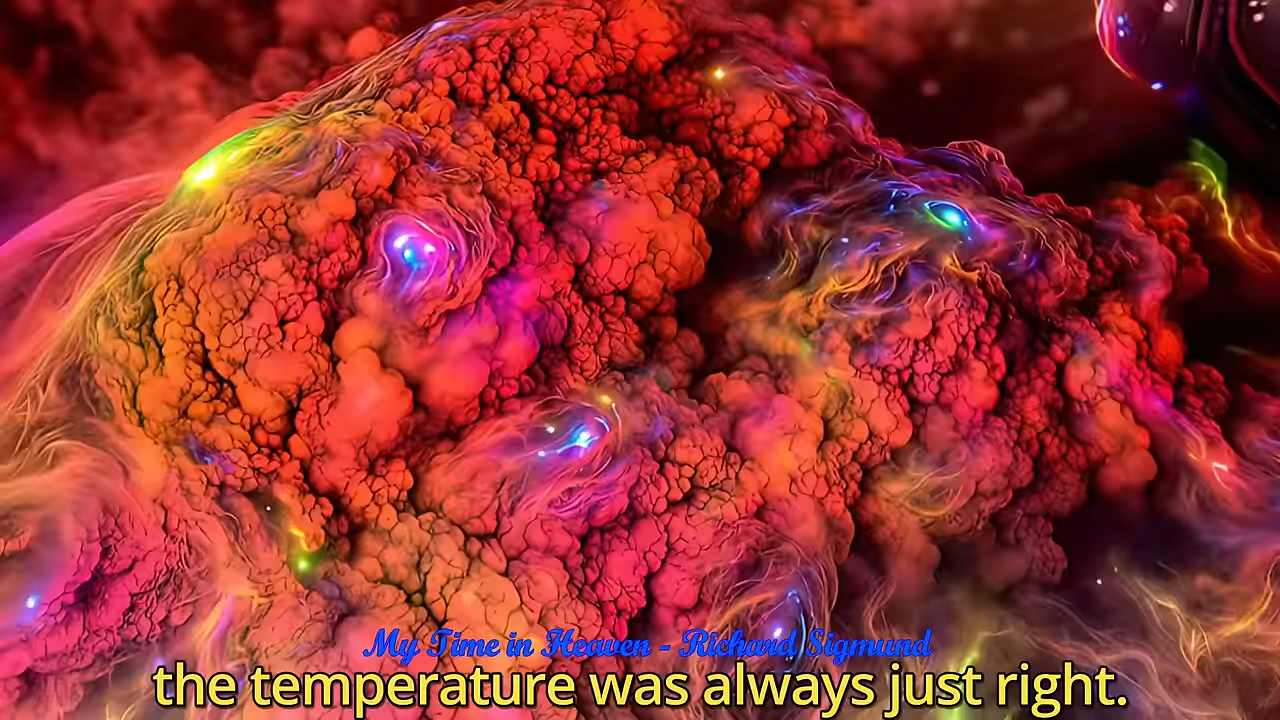 My Time in Heaven - Richard Sigmund
the temperature was always just right.